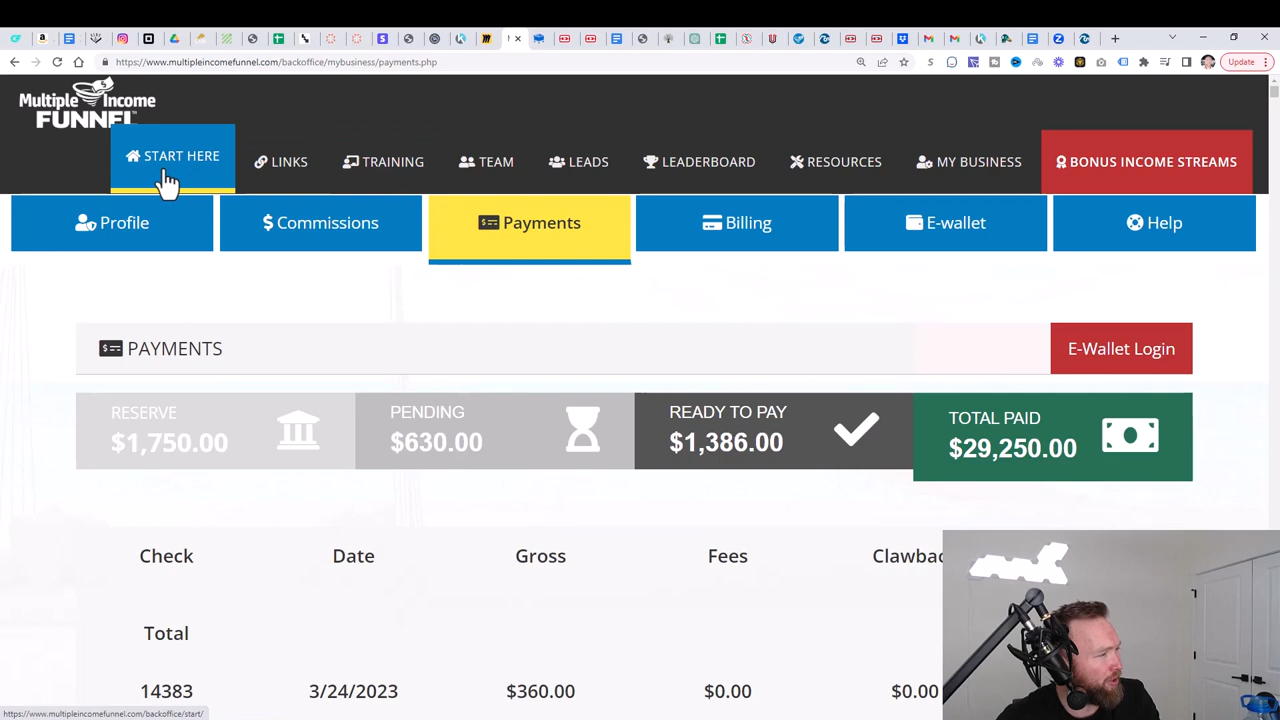 https://www.multipleincomefunnel.com/backoffice/mybusiness/payments.php
Update
Multiple Income
FUNNEL
START HERE
LINKS
TRAINING
TEAM
LEADS
LEADERBOARD
RESOURCES
MY BUSINESS
BONUS INCOME STREAMS
Profile
Commissions
Payments
Billing
E-wallet
Help
PAYMENTS
E-Wallet Login
RESERVE
$1,750.00
PENDING
$630.00
READY TO PAY
$1,386.00
TOTAL PAID
$29,250.00
Check Date Gross Fees Clawbac
Total
14383 3/24/2023 $360.00 $0.00 $0.00
https://www.multipleincomefunnel.com/backoffice/start/